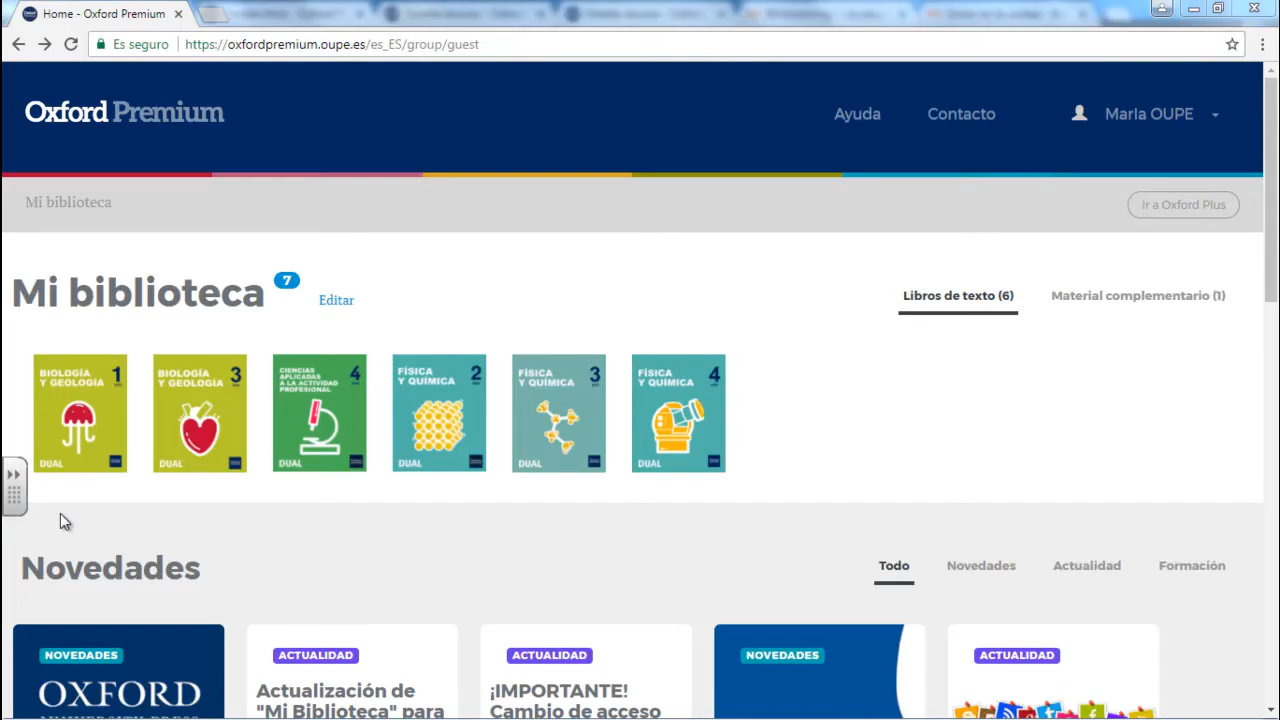 Home - Oxford Premium
Es seguro https://oxfordpremium.oupe.es/es_ES/group/guest
Oxford Premium
Ayuda
Contacto
Marla OUPE
Mi biblioteca
Ir a Oxford Plus
Mi biblioteca 7 Editar
Libros de texto (6)
Material complementario (1)
BIOLOGÍA
Y GEOLOGÍA 1
DUAL
BIOLOGÍA
Y GEOLOGÍA 3
DUAL
CIENCIAS
APLICADAS
A LA ACTIVIDAD
PROFESIONAL 4
DUAL
FÍSICA
Y QUÍMICA 2
DUAL
FÍSICA
Y QUÍMICA 3
DUAL
FÍSICA
Y QUÍMICA 4
DUAL
Novedades
Todo
Novedades
Actualidad
Formación
NOVEDADES
OXFORD
ACTUALIDAD
Actualización de
"Mi Biblioteca" para
ACTUALIDAD
¡IMPORTANTE!
Cambio de acceso
NOVEDADES
ACTUALIDAD